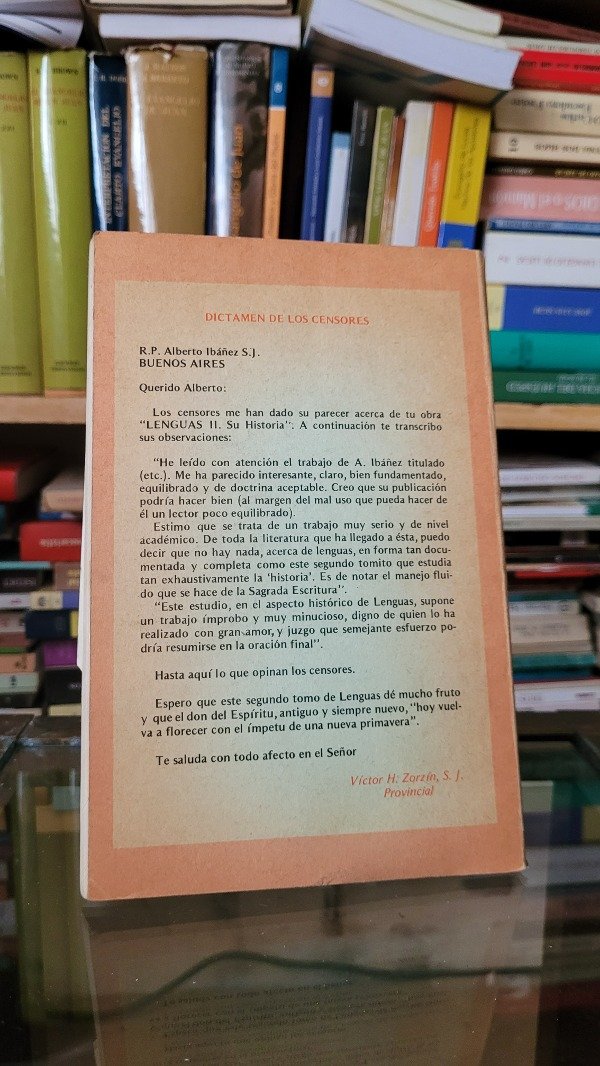 DICTAMEN DE LOS CENSORES
R.P. Alberto Ibáñez S.J.
BUENOS AIRES
Querido Alberto:
Los censores me han dado su parecer acerca de tu obra
"LENGUAS II. Su Historia". A continuación te transcribo
sus observaciones:
"He leído con atención el trabajo de A. Ibáñez titulado
(etc.). Me ha parecido interesante, claro, bien fundamentado,
equilibrado y de doctrina aceptable. Creo que su publicación
podría hacer bien (al margen del mal uso que pueda hacer de
él un lector poco equilibrado).
Estimo que se trata de un trabajo muy serio y de nivel
académico. De toda la literatura que ha llegado a ésta, puedo
decir que no hay nada, acerca de lenguas, en forma tan docu-
mentada y completa como este segundo tomito que estudia
tan exhaustivamente la 'historia'. Es de notar el manejo flui-
do que se hace de la Sagrada Escritura".
"Este estudio, en el aspecto histórico de Lenguas, supone
un trabajo ímprobo y muy minucioso, digno de quien lo ha
realizado con gran amor, y juzgo que semejante esfuerzo po-
dría resumirse en la oración final".
Hasta aquí lo que opinan los censores.
Espero que este segundo tomo de Lenguas dé mucho fruto
y que el don del Espíritu, antiguo y siempre nuevo, "hoy vuel-
va a florecer con el ímpetu de una nueva primavera".
Te saluda con todo afecto en el Señor
Víctor H. Zorzín, S. J.
Provincial